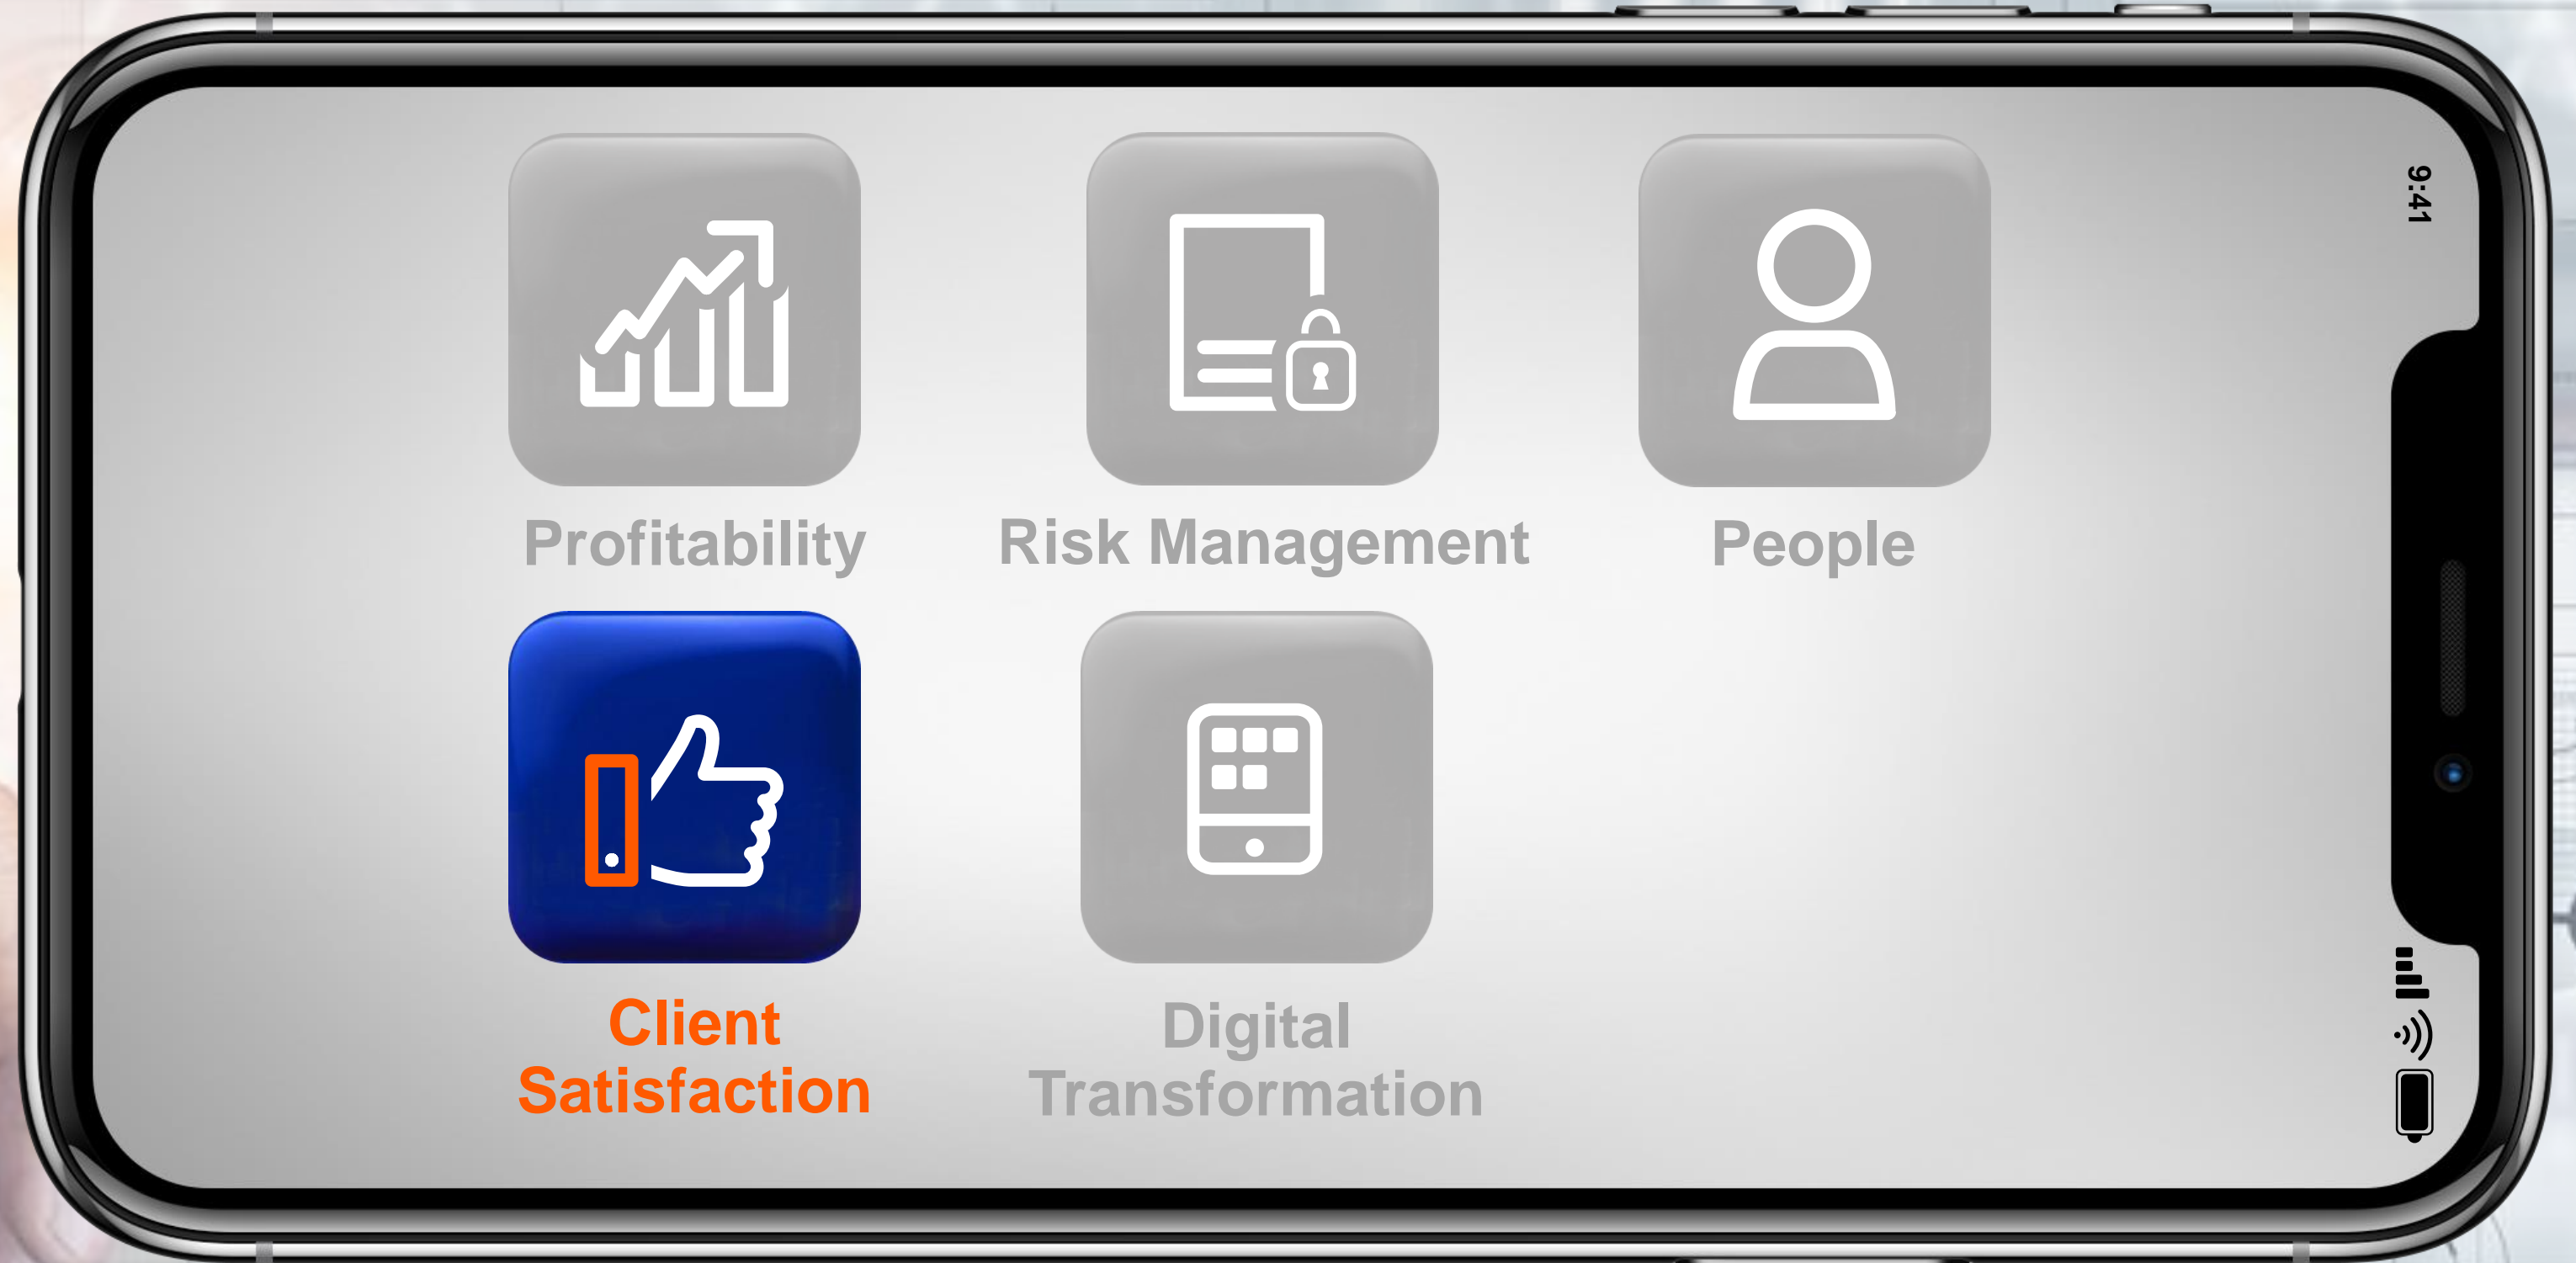 9:41
Profitability
Risk Management
People
Client
Satisfaction
Digital
Transformation